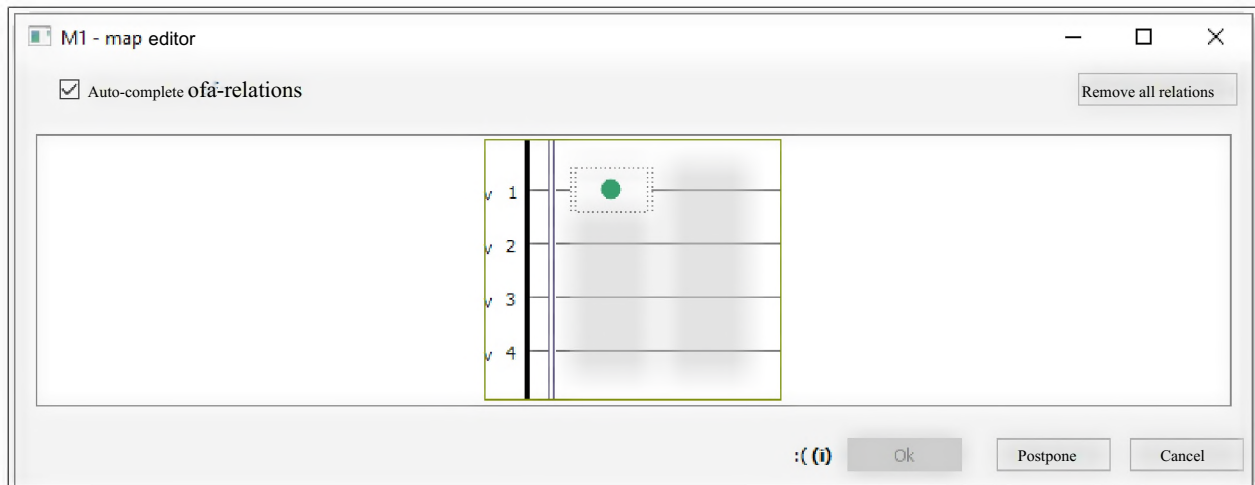 M1 - map editor
Auto-complete ofa-relations
Remove all relations
v 1
v 2
v 3
v 4
:( (i) Ok Postpone Cancel